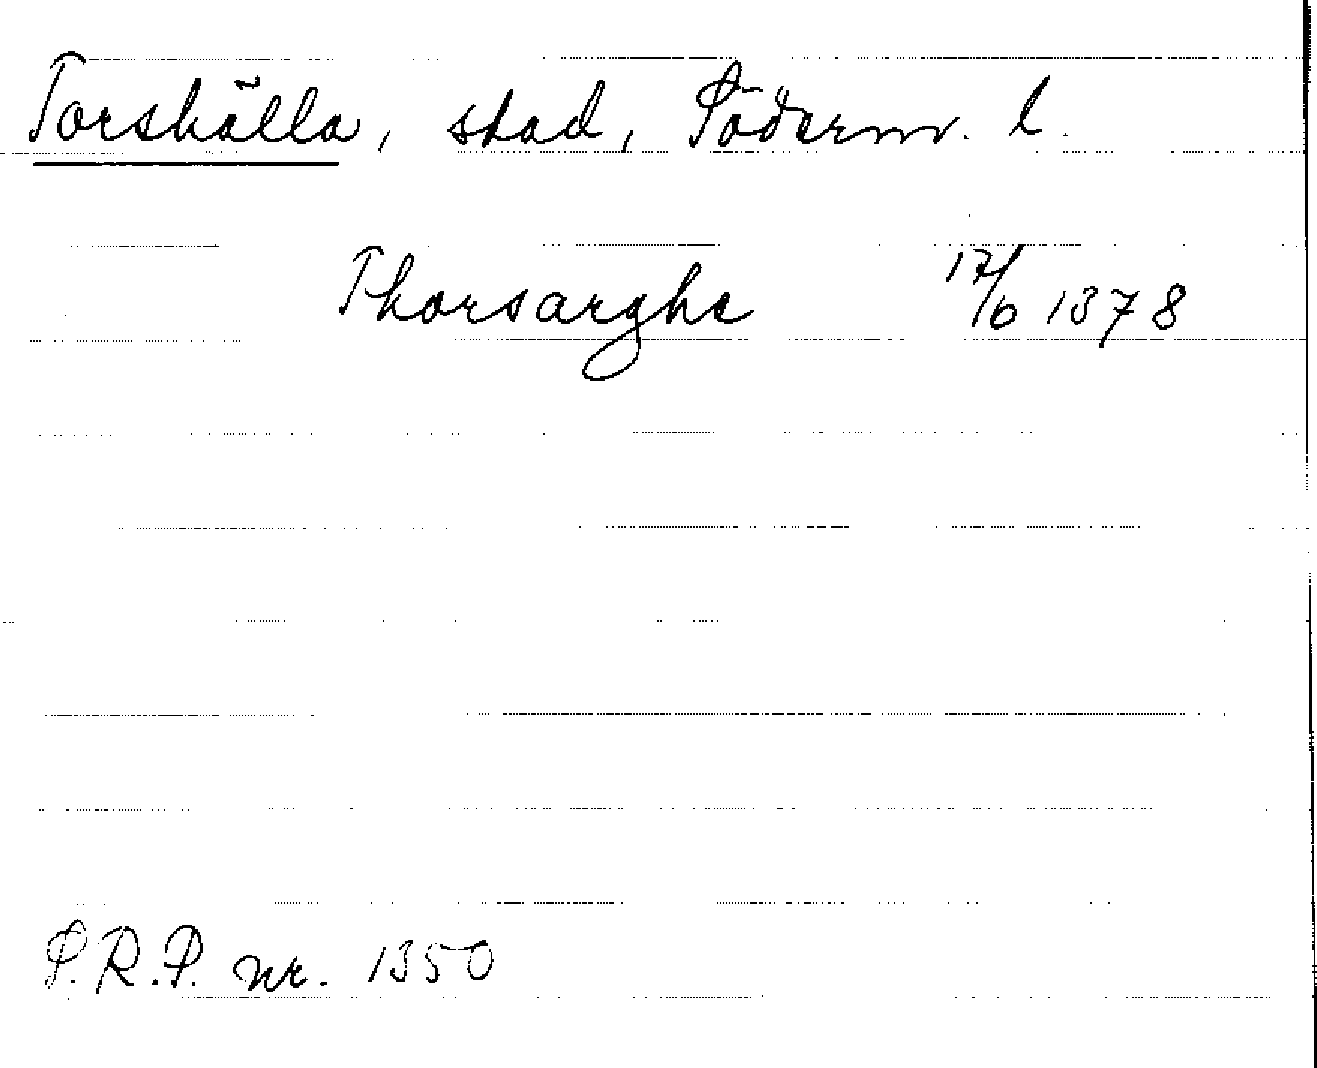 Torshälla, stad, Söderm. l.
Thorsarghe 17/6 1378
S.R.P. nr. 1350